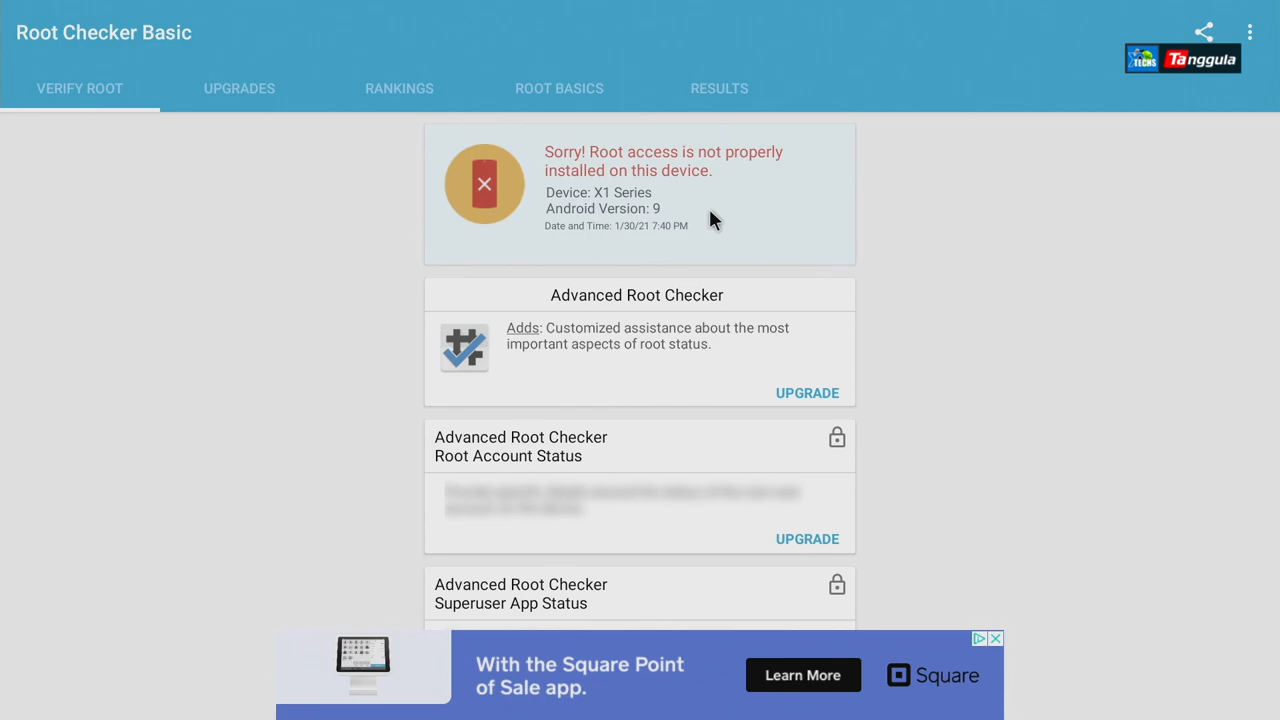 Root Checker Basic
TECHS Tanggula
VERIFY ROOT
UPGRADES
RANKINGS
ROOT BASICS
RESULTS
Sorry! Root access is not properly
installed on this device.
Device: X1 Series
Android Version: 9
Date and Time: 1/30/21 7:40 PM
Advanced Root Checker
Adds: Customized assistance about the most
important aspects of root status.
UPGRADE
Advanced Root Checker
Root Account Status
UPGRADE
Advanced Root Checker
Superuser App Status
With the Square Point
of Sale app.
Learn More
Square